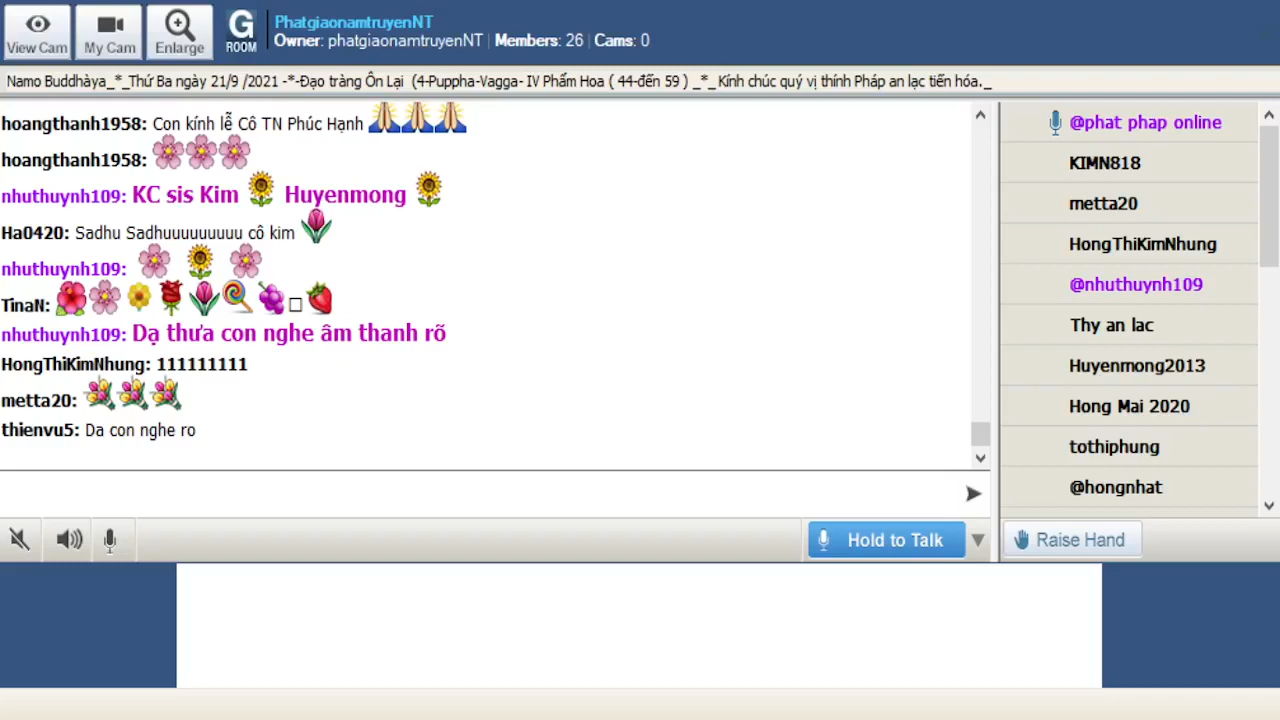 View Cam
My Cam
Enlarge
G
ROOM
PhatgiaonamtruyenNT
Owner: phatgiaonamtruyenNT | Members: 26 | Cams: 0
Namo Buddhàya_*_Thứ Ba ngày 21/9 /2021 -*-Đạo tràng Ôn Lại (4-Puppha-Vagga- IV Phẩm Hoa ( 44-đến 59 ) _*_Kính chúc quý vị thính Pháp an lạc tiến hóa._
hoangthanh1958: Con kính lễ Cô TN Phúc Hạnh
hoangthanh1958:
nhuthuynh109: KC sis Kim Huyenmong
Ha0420: Sadhu Sadhuuuuuuuuu cô kim
nhuthuynh109:
TinaN:
nhuthuynh109: Dạ thưa con nghe âm thanh rõ
HongThiKimNhung: 111111111
metta20:
thienvu5: Da con nghe ro
@phat phap online
KIMN818
metta20
HongThiKimNhung
@nhuthuynh109
Thy an lac
Huyenmong2013
Hong Mai 2020
tothiphung
@hongnhat
Hold to Talk
Raise Hand